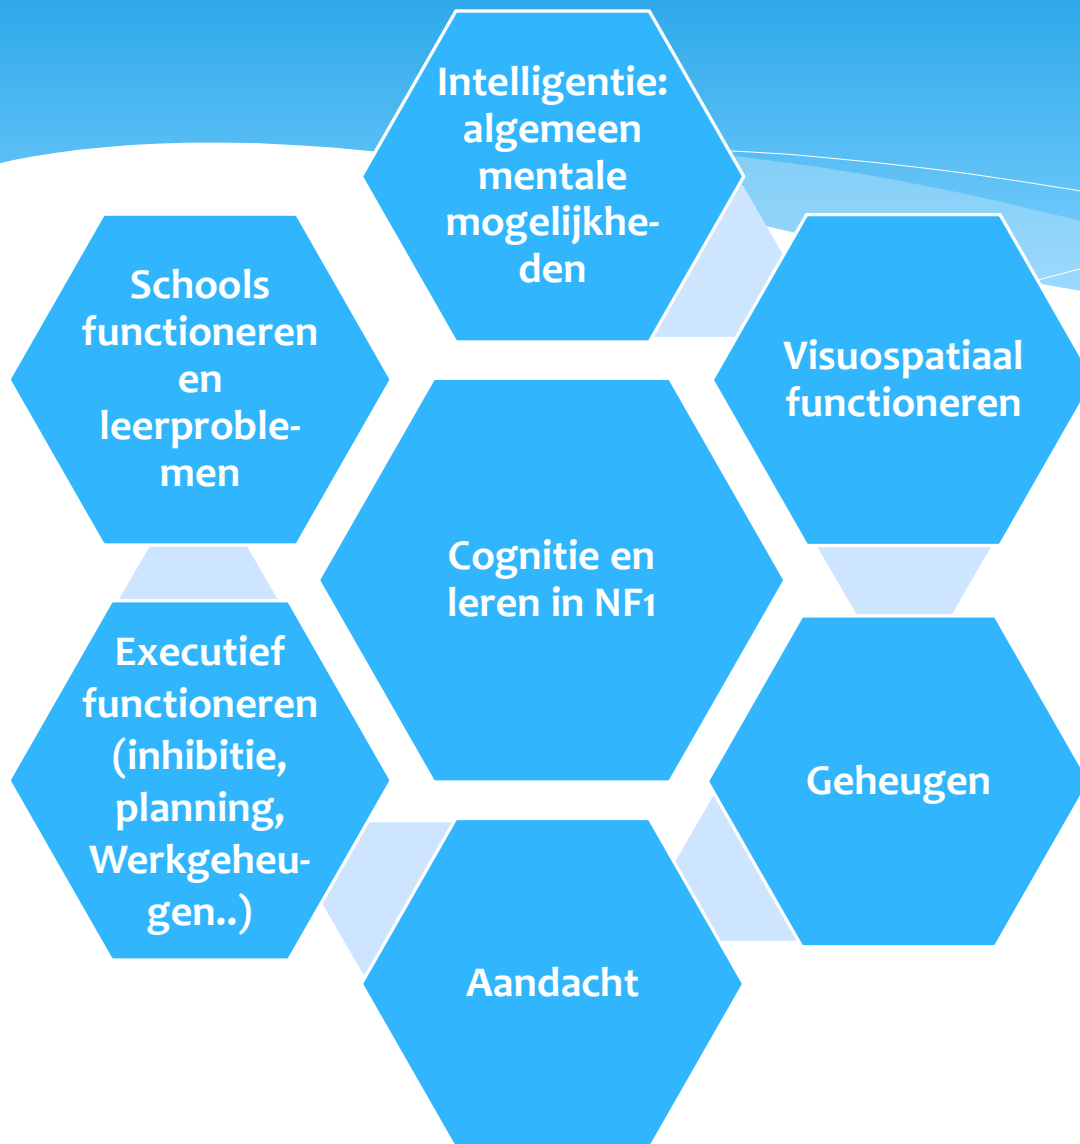 Intelligentie:
algemeen
mentale
mogelijkhe-
den
Visuospatiaal
functioneren
Geheugen
Aandacht
Executief
functioneren
(inhibitie,
planning,
Werkgeheu-
gen..)
Schools
functioneren
en
leerproble-
men
Cognitie en
leren in NF1